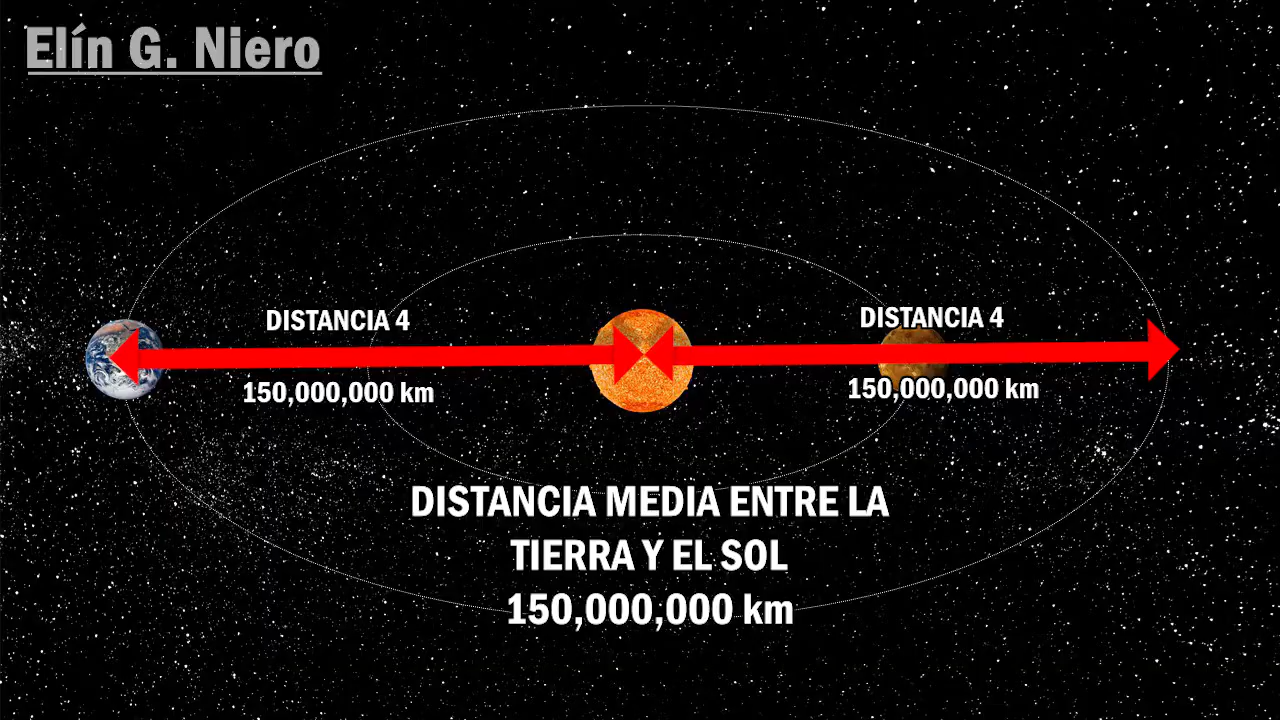 Elín G. Niero
DISTANCIA 4
DISTANCIA 4
150,000,000 km
150,000,000 km
DISTANCIA MEDIA ENTRE LA
TIERRA Y EL SOL
150,000,000 km